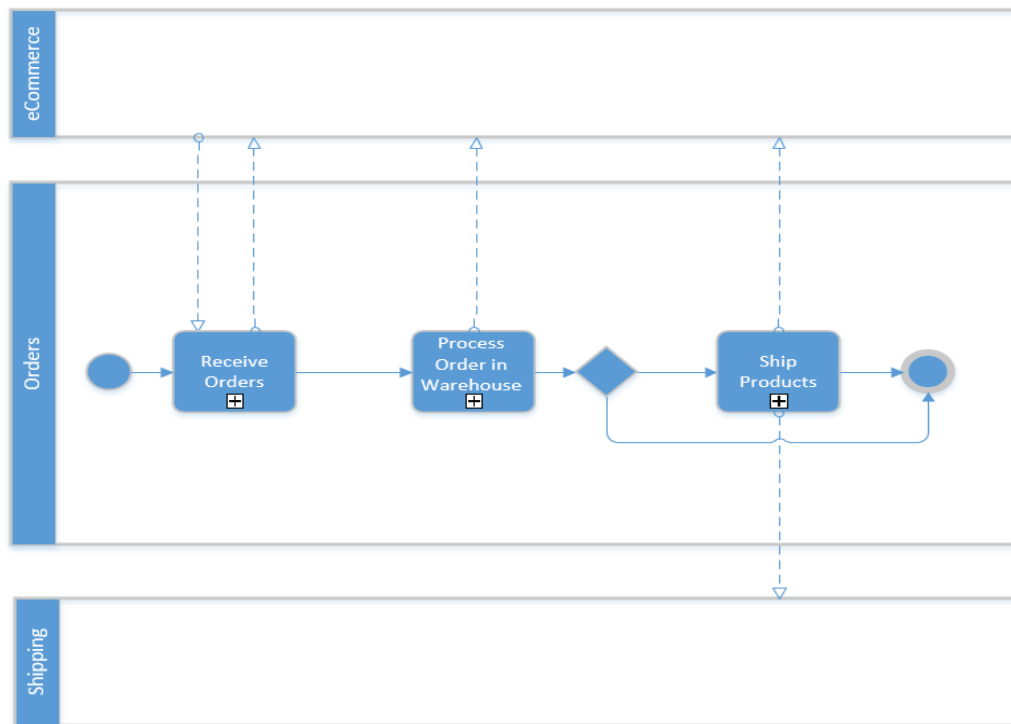 eCommerce
Orders
Receive
Orders
Process
Order in
Warehouse
Ship
Products
Shipping